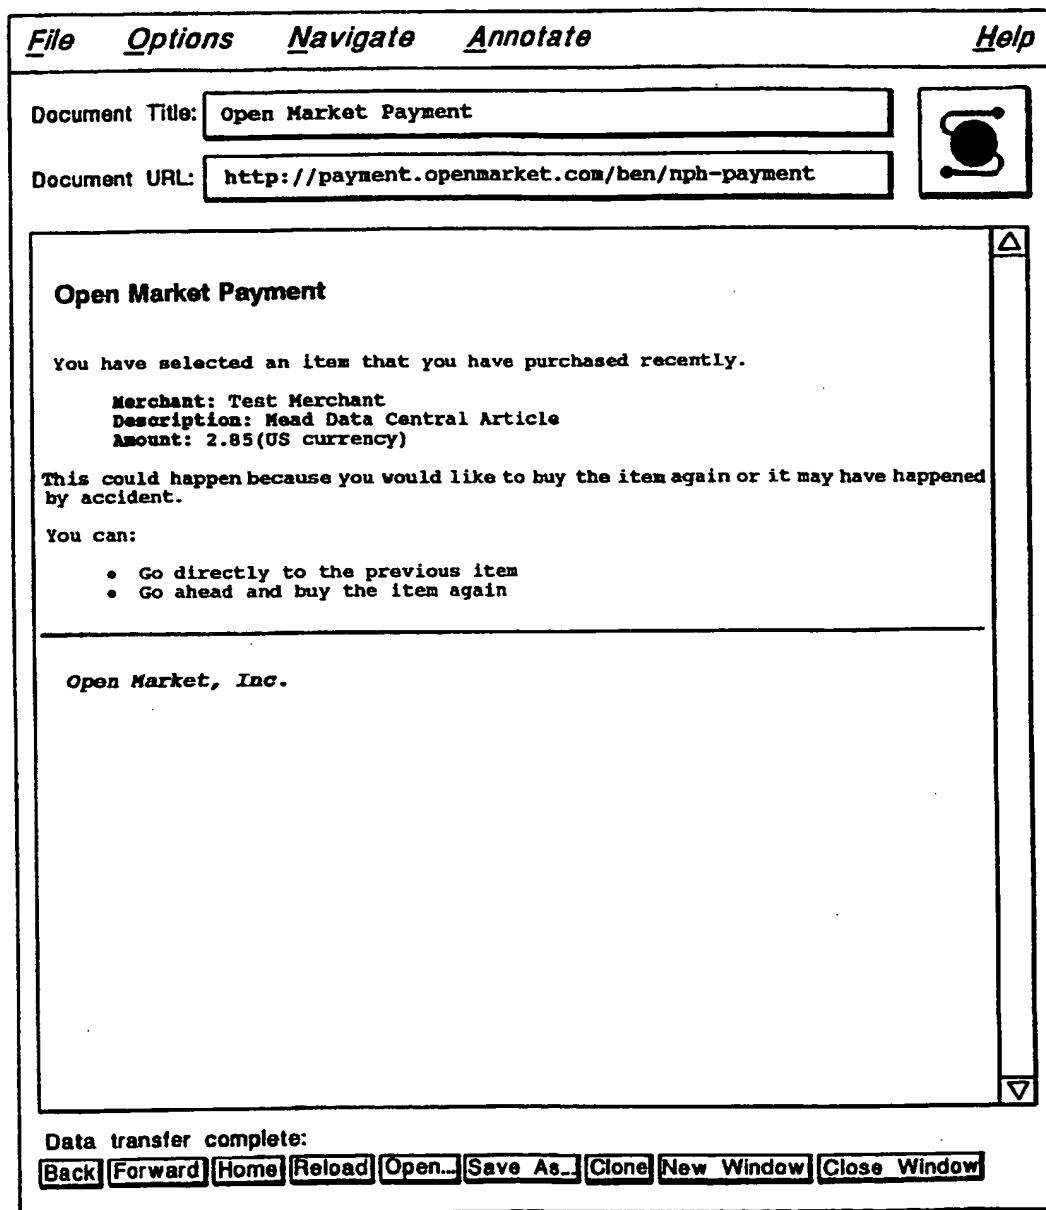 File Options Navigate Annotate Help
Document Title: Open Market Payment
Document URL: http://payment.openmarket.com/ben/nph-payment
Open Market Payment
You have selected an item that you have purchased recently.
Merchant: Test Merchant
Description: Mead Data Central Article
Amount: 2.85(US currency)
This could happen because you would like to buy the item again or it may have happened
by accident.
You can:
• Go directly to the previous item
• Go ahead and buy the item again
Open Market, Inc.
Data transfer complete:
Back Forward Home Reload Open... Save As... Clone New Window Close Window